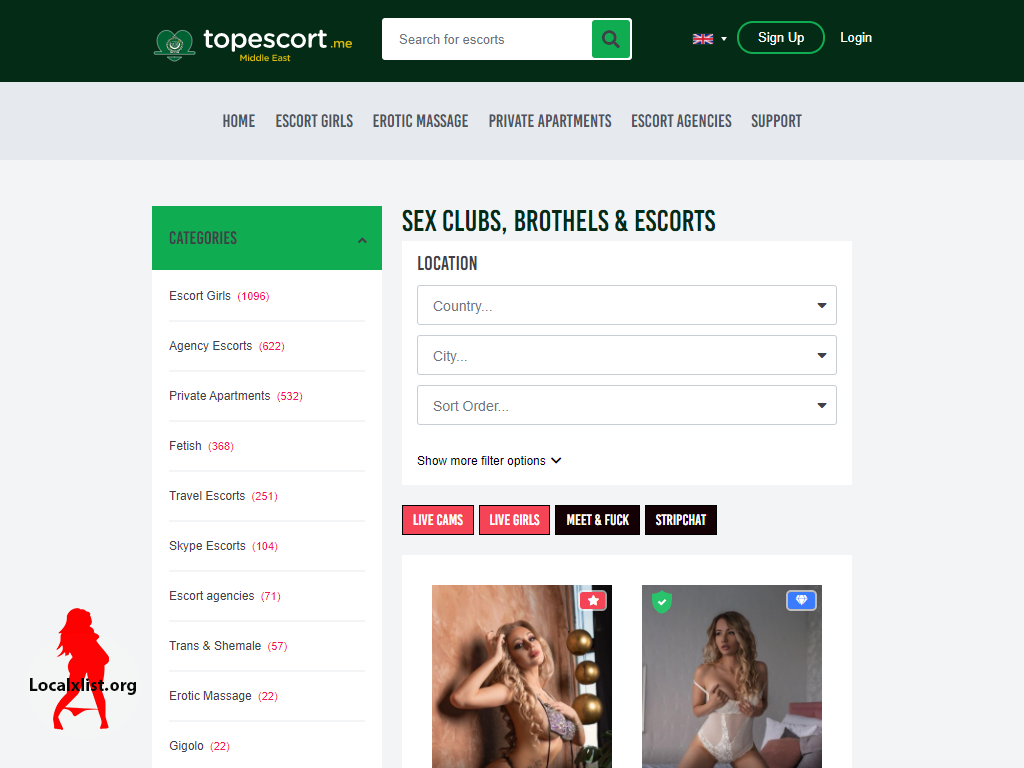 topescort.me
Middle East
Search for escorts
Sign Up
Login
HOME
ESCORT GIRLS
EROTIC MASSAGE
PRIVATE APARTMENTS
ESCORT AGENCIES
SUPPORT
CATEGORIES
Escort Girls (1096)
Agency Escorts (622)
Private Apartments (532)
Fetish (368)
Travel Escorts (251)
Skype Escorts (104)
Escort agencies (71)
Trans & Shemale (57)
Erotic Massage (22)
Gigolo (22)
SEX CLUBS, BROTHELS & ESCORTS
LOCATION
Country...
City...
Sort Order...
Show more filter options
LIVE CAMS
LIVE GIRLS
MEET & FUCK
STRIPCHAT
Localxlist.org